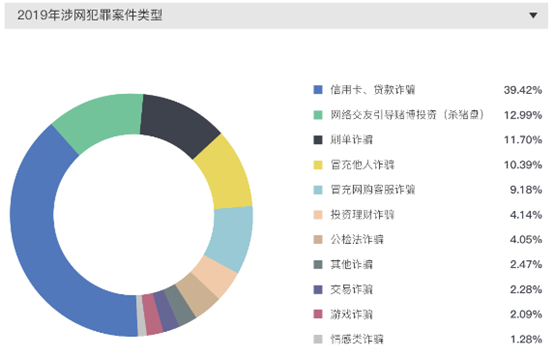 2019年涉网犯罪案件类型
信用卡、贷款诈骗 39.42%
网络交友引导赌博投资（杀猪盘） 12.99%
刷单诈骗 11.70%
冒充他人诈骗 10.39%
冒充网购客服诈骗 9.18%
投资理财诈骗 4.14%
公检法诈骗 4.05%
其他诈骗 2.47%
交易诈骗 2.28%
游戏诈骗 2.09%
情感类诈骗 1.28%